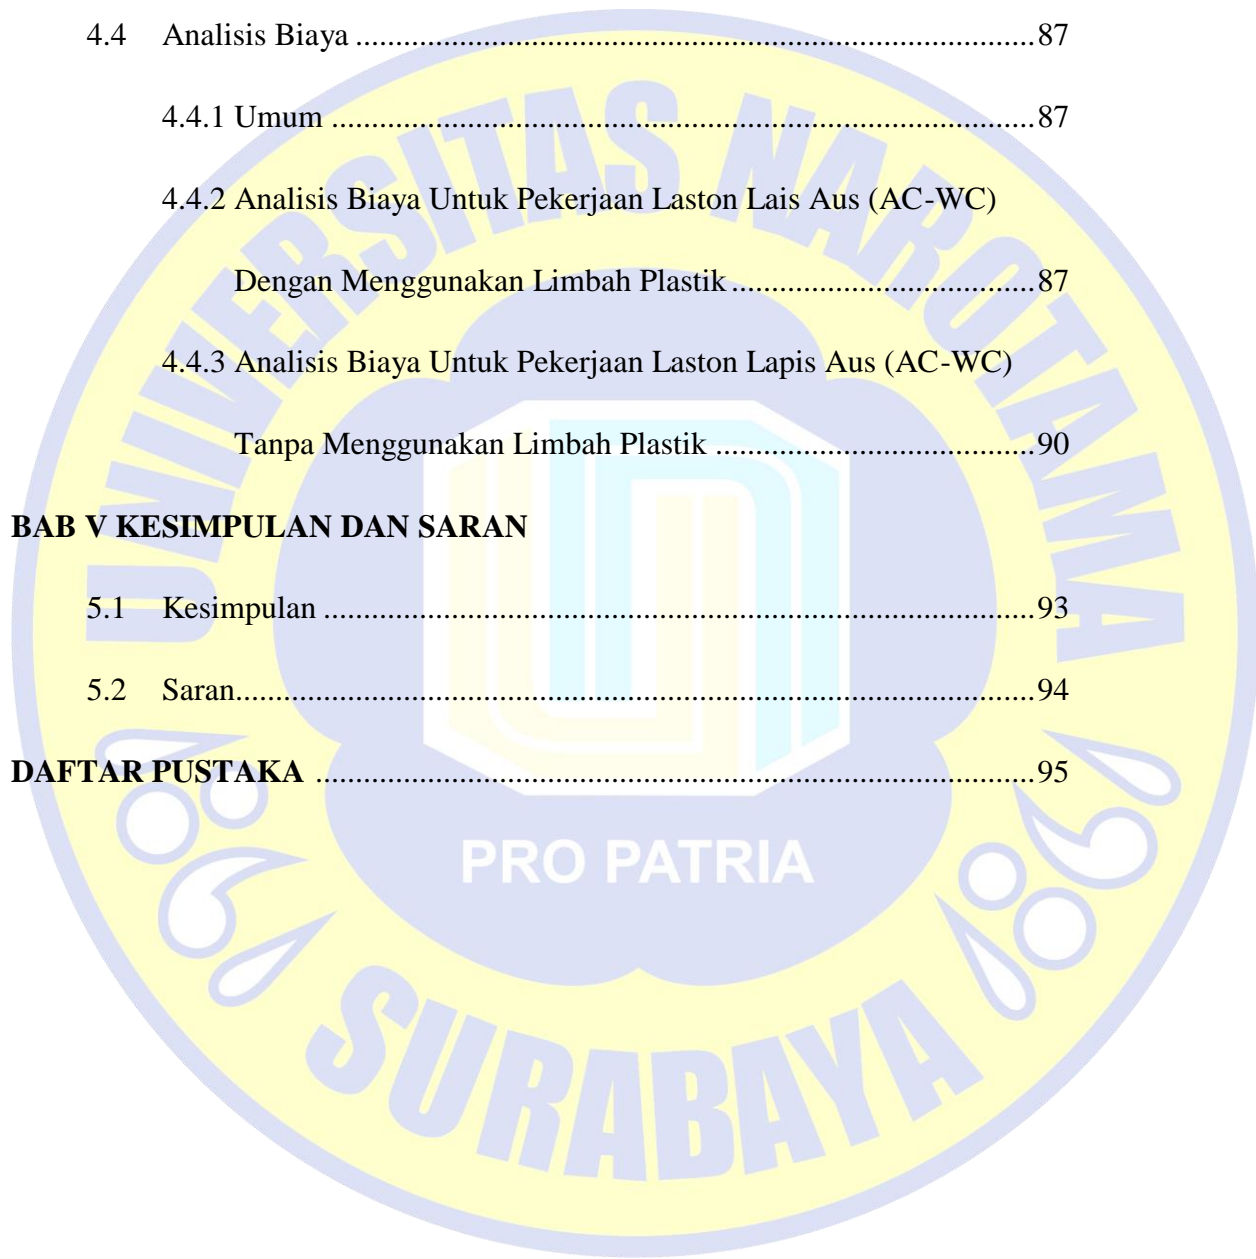 4.4 Analisis Biaya ........................................................................................ 87
4.4.1 Umum ........................................................................................ 87
4.4.2 Analisis Biaya Untuk Pekerjaan Laston Lais Aus (AC-WC)
Dengan Menggunakan Limbah Plastik ...................................... 87
4.4.3 Analisis Biaya Untuk Pekerjaan Laston Lapis Aus (AC-WC)
Tanpa Menggunakan Limbah Plastik ........................................ 90
BAB V KESIMPULAN DAN SARAN
5.1 Kesimpulan ......................................................................................... 93
5.2 Saran.................................................................................................... 94
DAFTAR PUSTAKA .......................................................................................... 95
UNIVERSITAS NAROTAMA
PRO PATRIA
SURABAYA